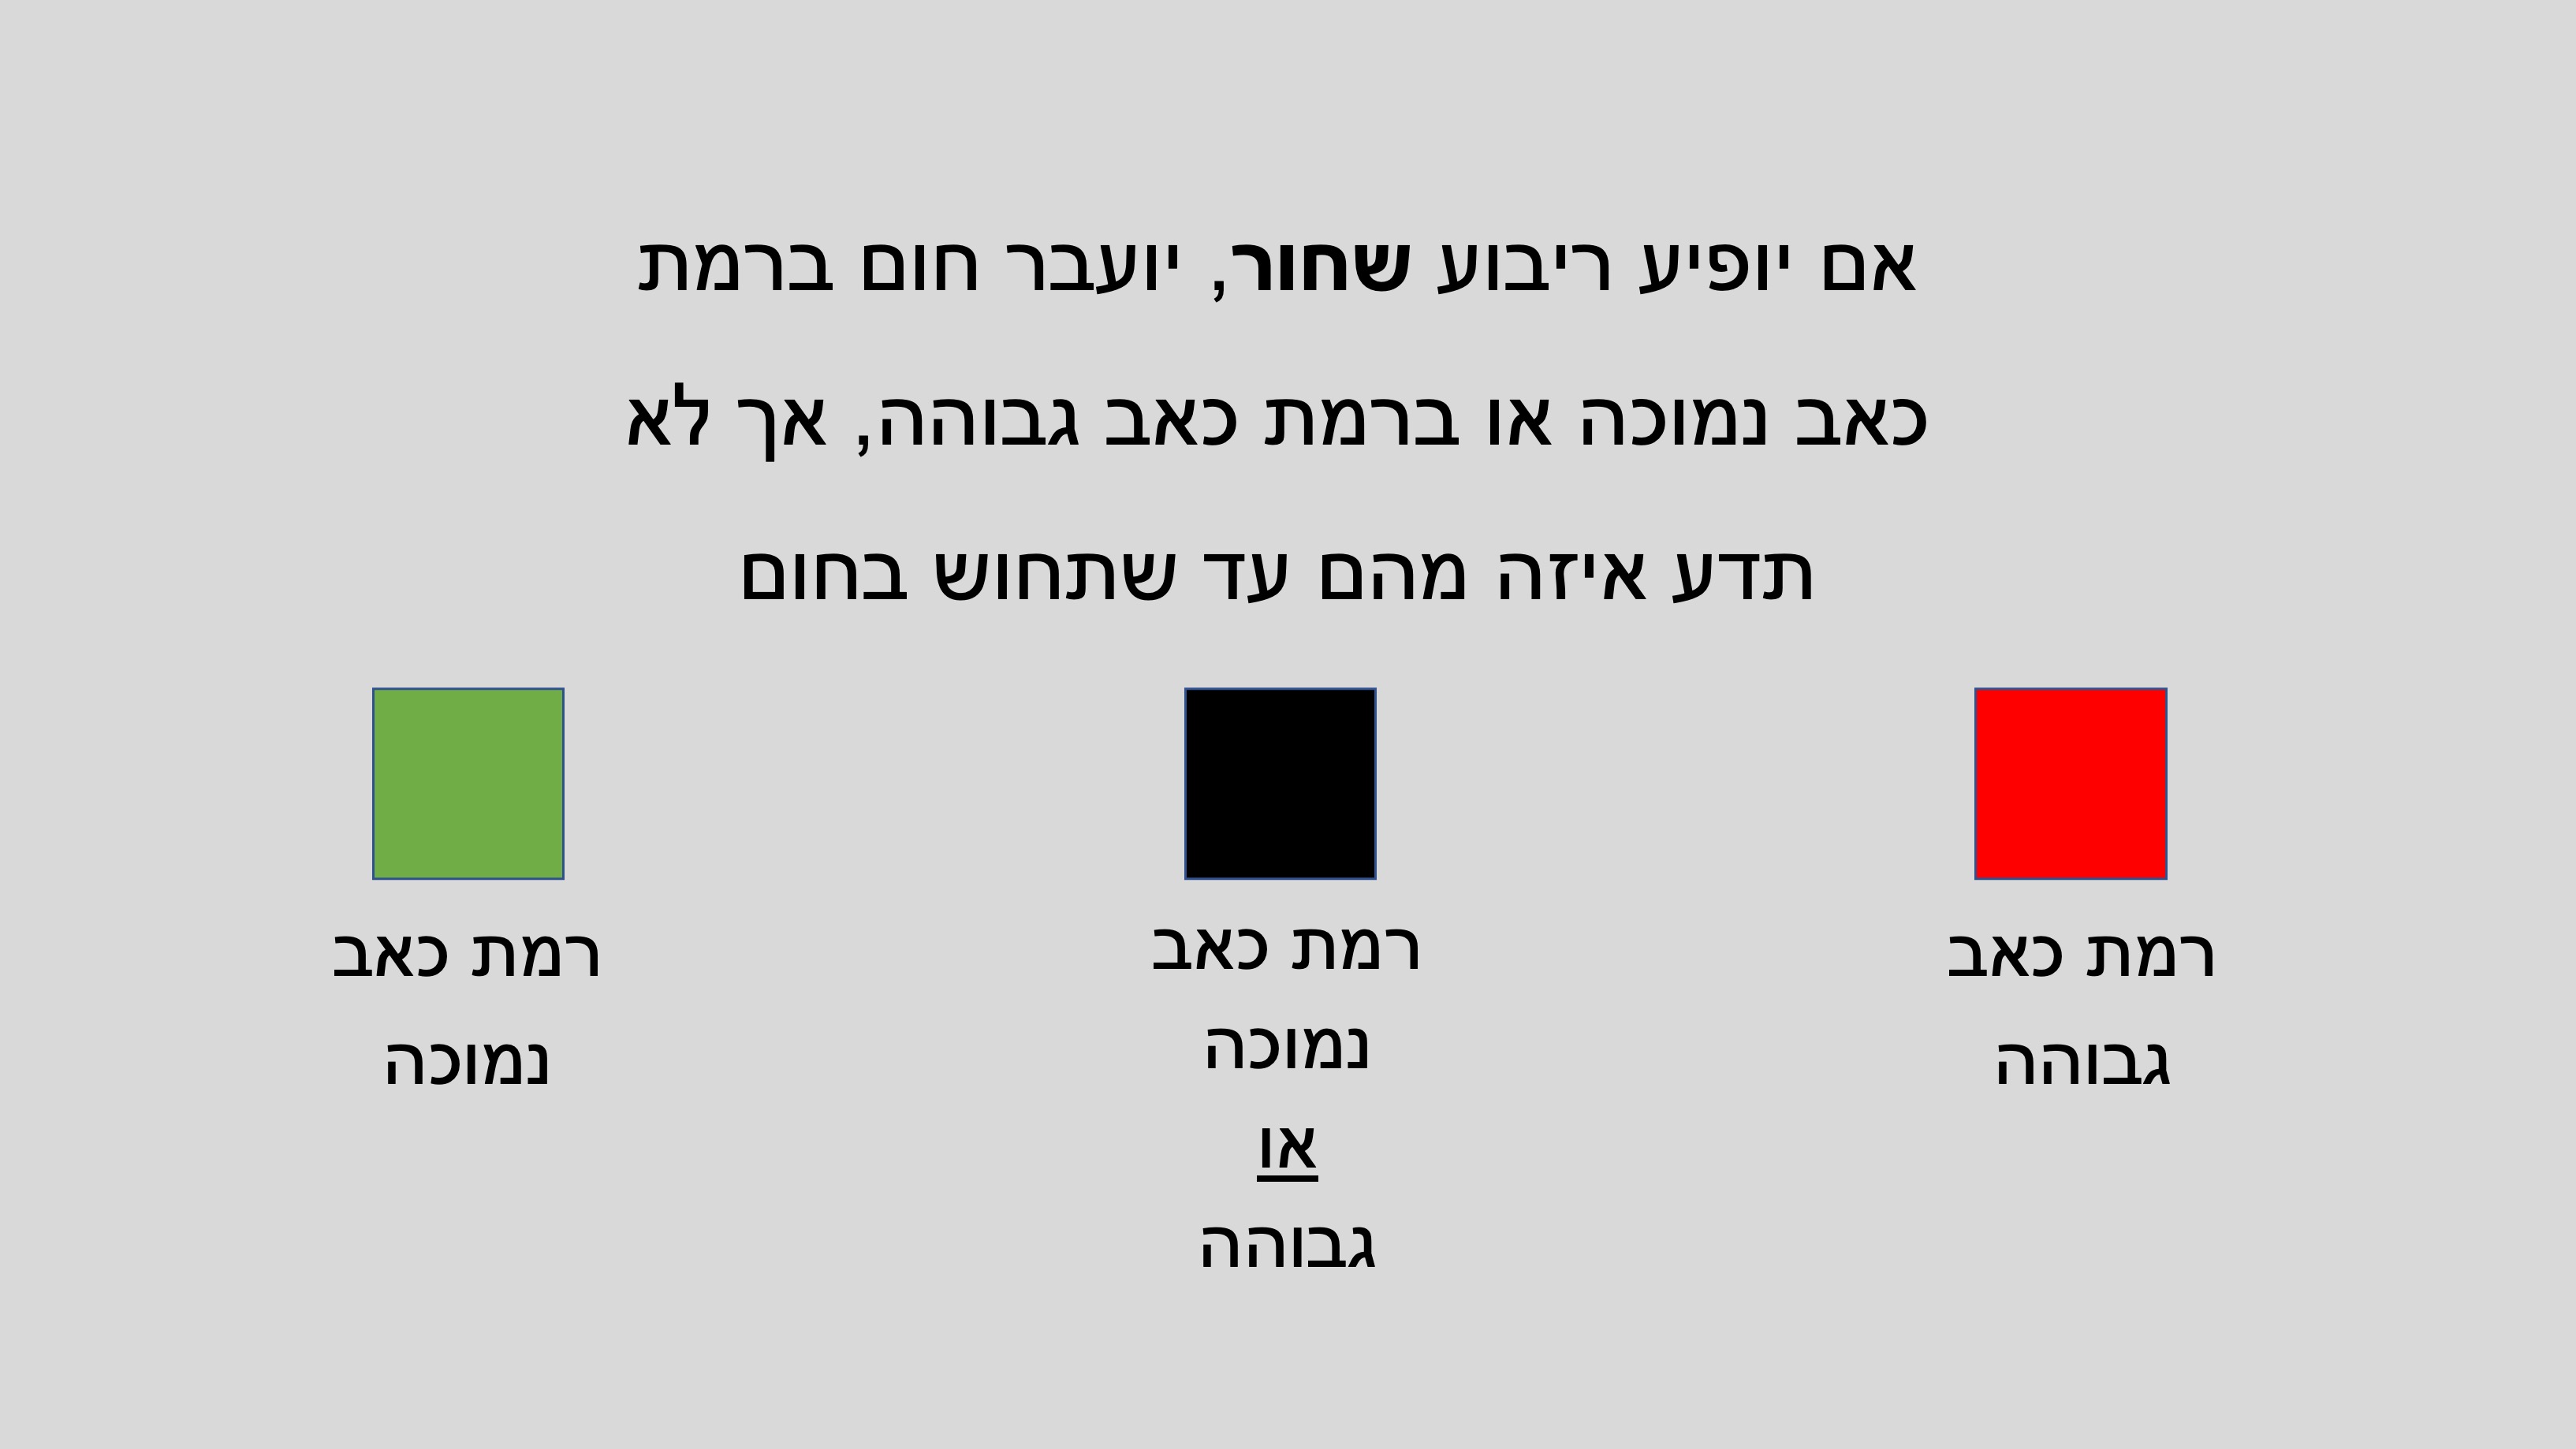 אם יופיע ריבוע שחור, יועבר חום ברמת
כאב נמוכה או ברמת כאב גבוהה, אך לא
תדע איזה מהם עד שתחוש בחום
רמת כאב
גבוהה
רמת כאב
נמוכה
או
גבוהה
רמת כאב
נמוכה